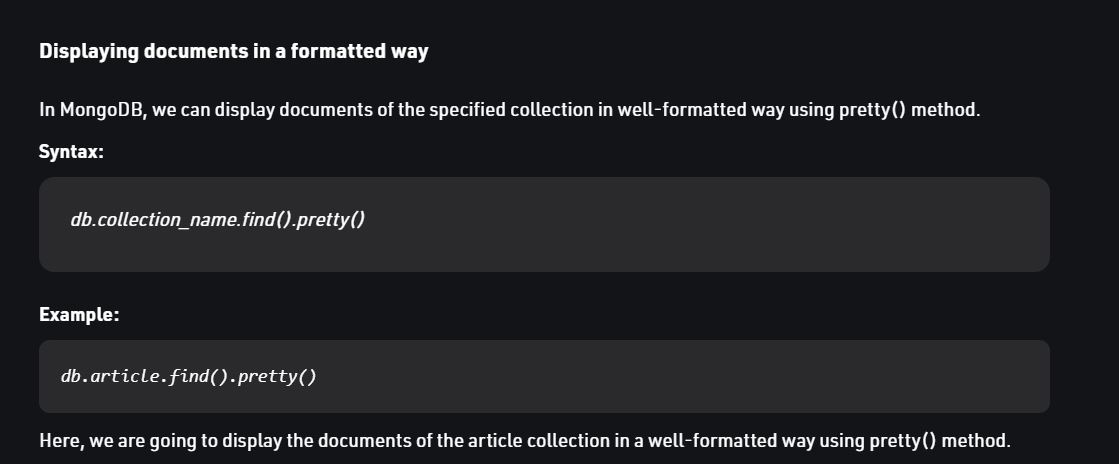 Displaying documents in a formatted way
In MongoDB, we can display documents of the specified collection in well-formatted way using pretty() method.
Syntax:
db.collection_name.find().pretty()
Example:
db.article.find().pretty()
Here, we are going to display the documents of the article collection in a well-formatted way using pretty() method.